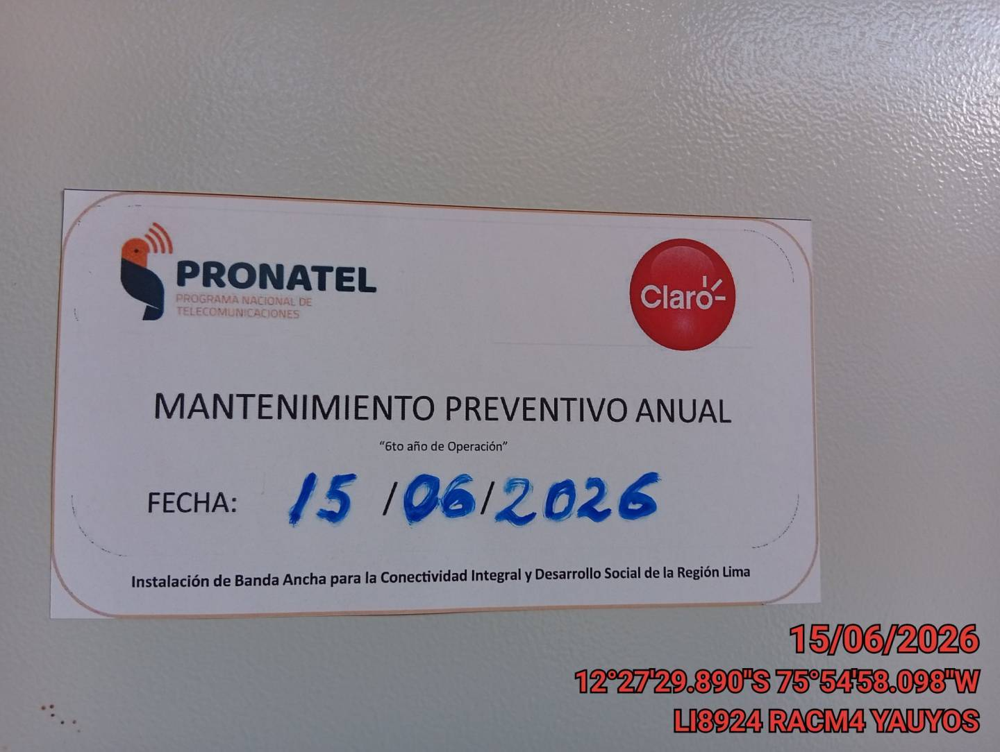 PRONATEL
PROGRAMA NACIONAL DE
TELECOMUNICACIONES
Claro
MANTENIMIENTO PREVENTIVO ANUAL
“6to año de Operación”
FECHA: 15/06/2026
Instalación de Banda Ancha para la Conectividad Integral y Desarrollo Social de la Región Lima
15/06/2026
12°27'29.890"S 75°54'58.098"W
LI8924 RACM4 YAUYOS